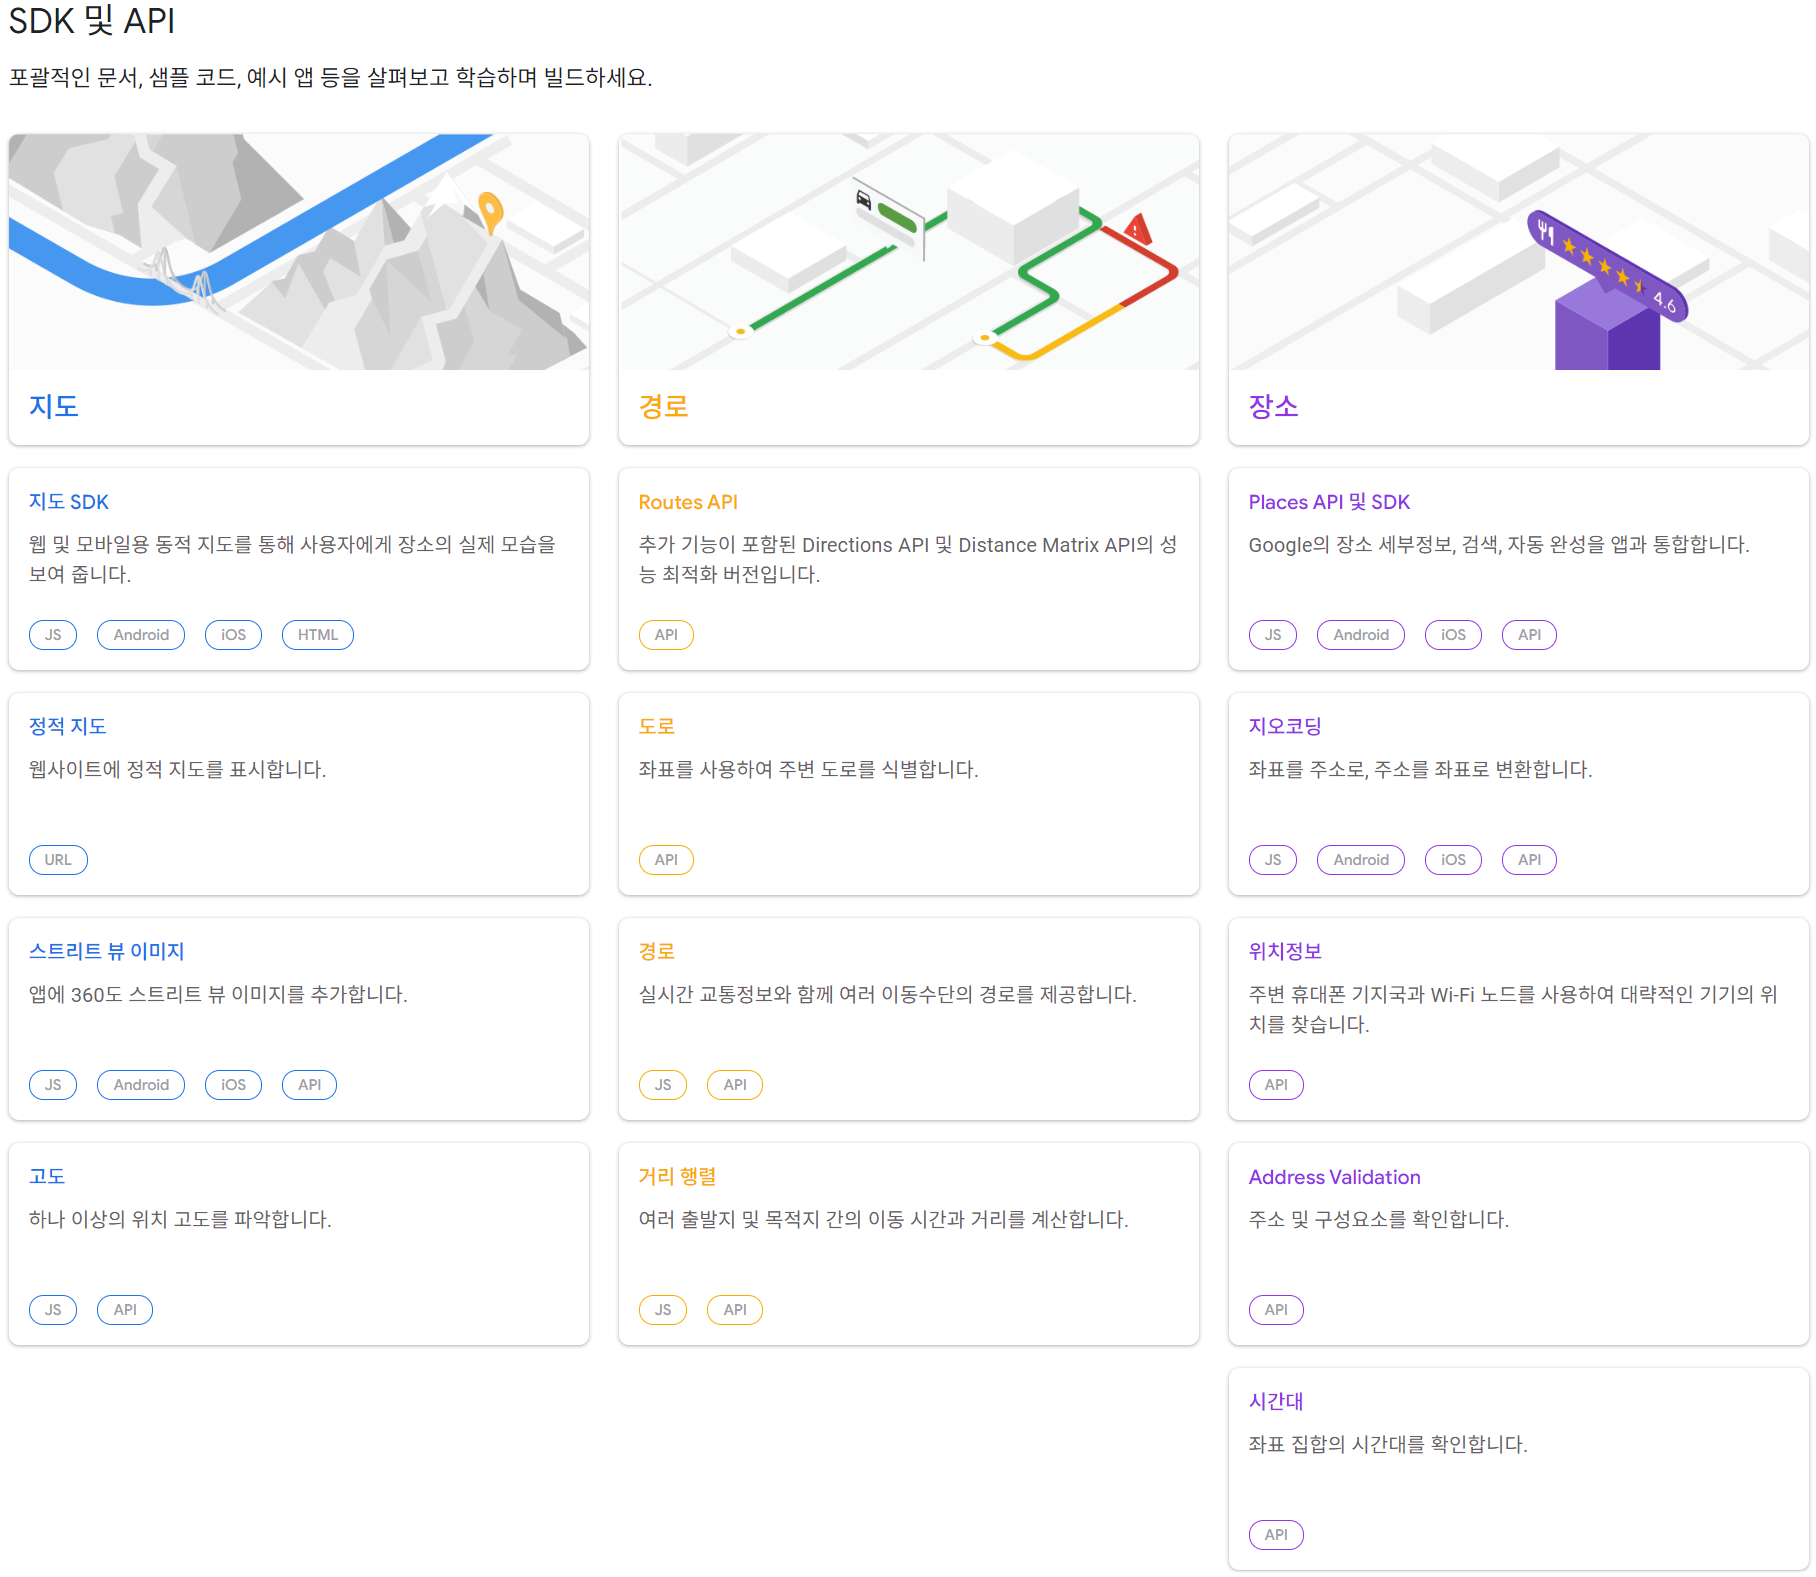 SDK 및 API
포괄적인 문서, 샘플 코드, 예시 앱 등을 살펴보고 학습하며 빌드하세요.
4.6
지도
경로
장소
지도 SDK
웹 및 모바일용 동적 지도를 통해 사용자에게 장소의 실제 모습을
보여 줍니다.
JS Android iOS HTML
Routes API
추가 기능이 포함된 Directions API 및 Distance Matrix API의 성
능 최적화 버전입니다.
API
Places API 및 SDK
Google의 장소 세부정보, 검색, 자동 완성을 앱과 통합합니다.
JS Android iOS API
정적 지도
웹사이트에 정적 지도를 표시합니다.
URL
도로
좌표를 사용하여 주변 도로를 식별합니다.
API
지오코딩
좌표를 주소로, 주소를 좌표로 변환합니다.
JS Android iOS API
스트리트 뷰 이미지
앱에 360도 스트리트 뷰 이미지를 추가합니다.
JS Android iOS API
경로
실시간 교통정보와 함께 여러 이동수단의 경로를 제공합니다.
JS API
위치정보
주변 휴대폰 기지국과 Wi-Fi 노드를 사용하여 대략적인 기기의 위
치를 찾습니다.
API
고도
하나 이상의 위치 고도를 파악합니다.
JS API
거리 행렬
여러 출발지 및 목적지 간의 이동 시간과 거리를 계산합니다.
JS API
Address Validation
주소 및 구성요소를 확인합니다.
API
시간대
좌표 집합의 시간대를 확인합니다.
API